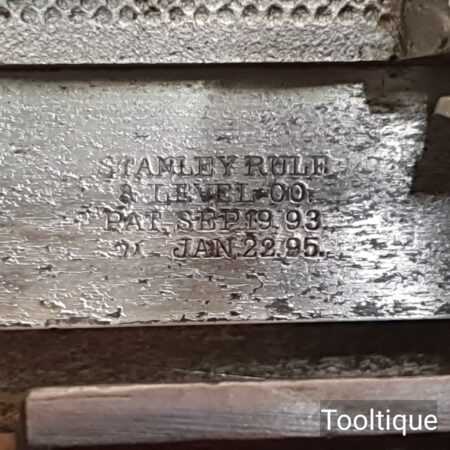 STANLEY RULE
& LEVEL CO.
PAT. SEP.19.93.
" JAN.22.95.
Tooltique